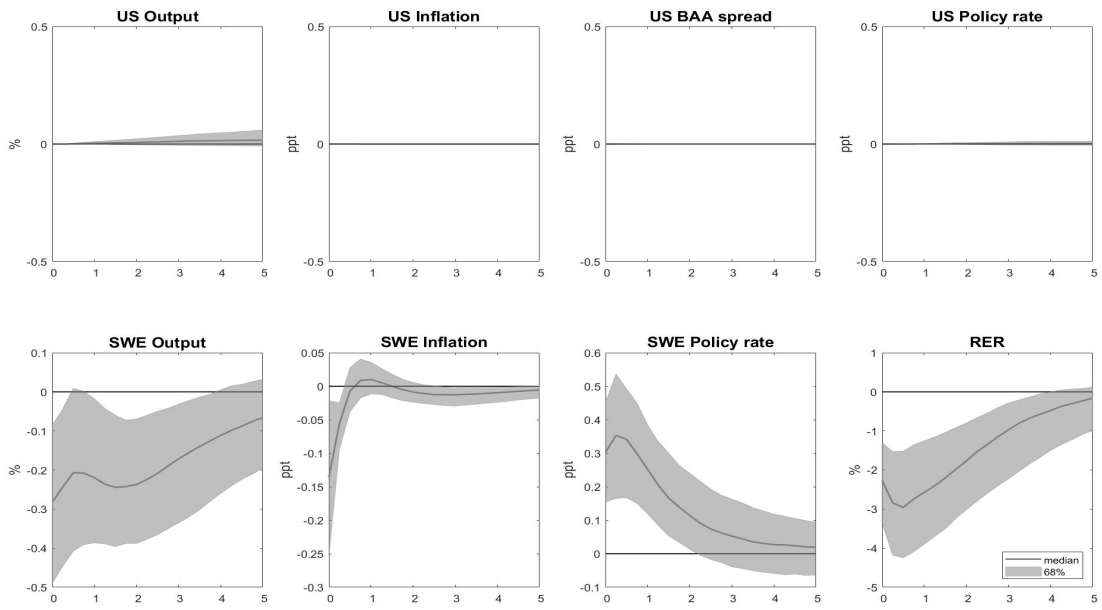 US Output
US Inflation
US BAA spread
US Policy rate
0.5
0
-0.5
%
0 1 2 3 4 5
0.5
0
-0.5
ppt
0 1 2 3 4 5
0.5
0
-0.5
ppt
0 1 2 3 4 5
0.5
0
-0.5
ppt
0 1 2 3 4 5
SWE Output
SWE Inflation
SWE Policy rate
RER
0.1
0
-0.1
-0.2
-0.3
-0.4
-0.5
%
0 1 2 3 4 5
0.05
0
-0.05
-0.1
-0.15
-0.2
-0.25
-0.3
ppt
0 1 2 3 4 5
0.6
0.5
0.4
0.3
0.2
0.1
0
-0.1
ppt
0 1 2 3 4 5
1
0
-1
-2
-3
-4
-5
%
0 1 2 3 4 5
median
68%